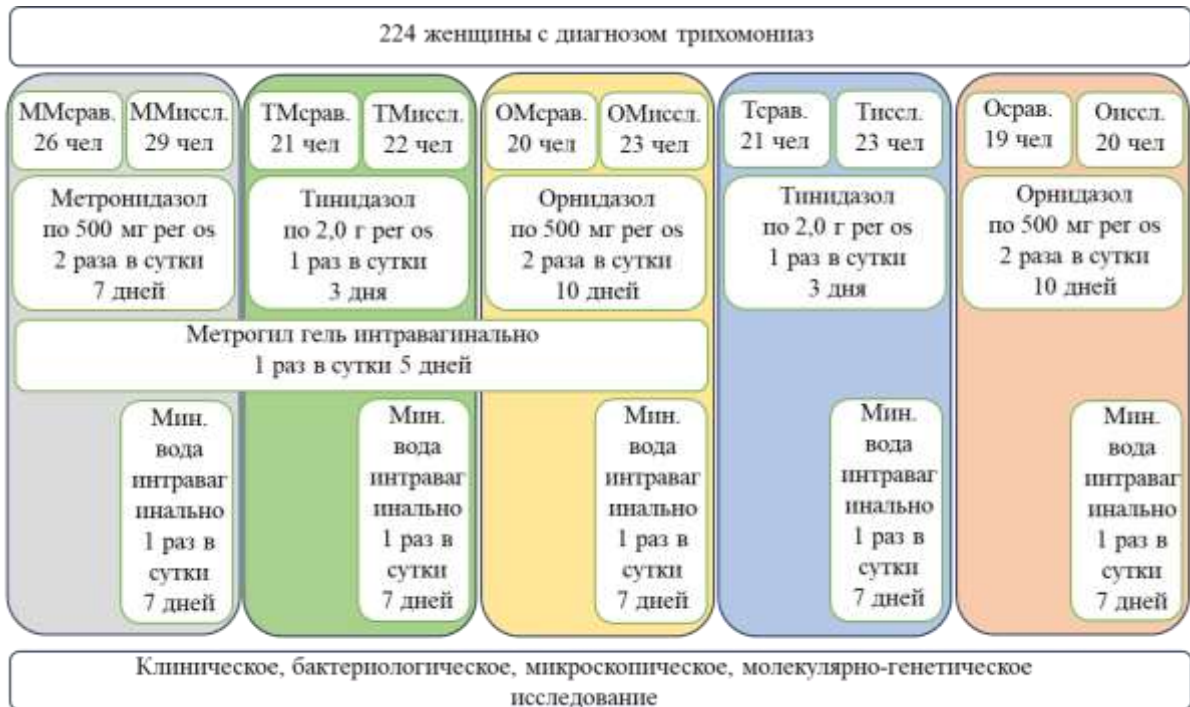 224 женщины с диагнозом трихомониаз
ММсрав.
26 чел
ММиссл.
29 чел
ТМсрав.
21 чел
ТМиссл.
22 чел
ОМсрав.
20 чел
ОМиссл.
23 чел
Тсрав.
21 чел
Тиссл.
23 чел
Осрав.
19 чел
Оиссл.
20 чел
Метронидазол
по 500 мг per os
2 раза в сутки
7 дней
Тинидазол
по 2,0 г per os
1 раз в сутки
3 дня
Орнидазол
по 500 мг per os
2 раза в сутки
10 дней
Тинидазол
по 2,0 г per os
1 раз в сутки
3 дня
Орнидазол
по 500 мг per os
2 раза в сутки
10 дней
Метрогил гель интравагинально
1 раз в сутки 5 дней
Мин.
вода
интраваг
инально
1 раз в
сутки
7 дней
Мин.
вода
интраваг
инально
1 раз в
сутки
7 дней
Мин.
вода
интраваг
инально
1 раз в
сутки
7 дней
Мин.
вода
интраваг
инально
1 раз в
сутки
7 дней
Мин.
вода
интраваг
инально
1 раз в
сутки
7 дней
Клиническое, бактериологическое, микроскопическое, молекулярно-генетическое
исследование